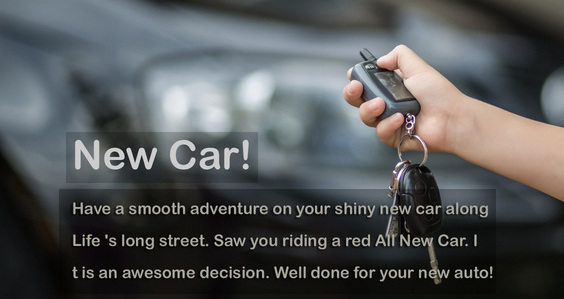 New Car!
Have a smooth adventure on your shiny new car along
Life 's long street. Saw you riding a red All New Car. I
t is an awesome decision. Well done for your new auto!